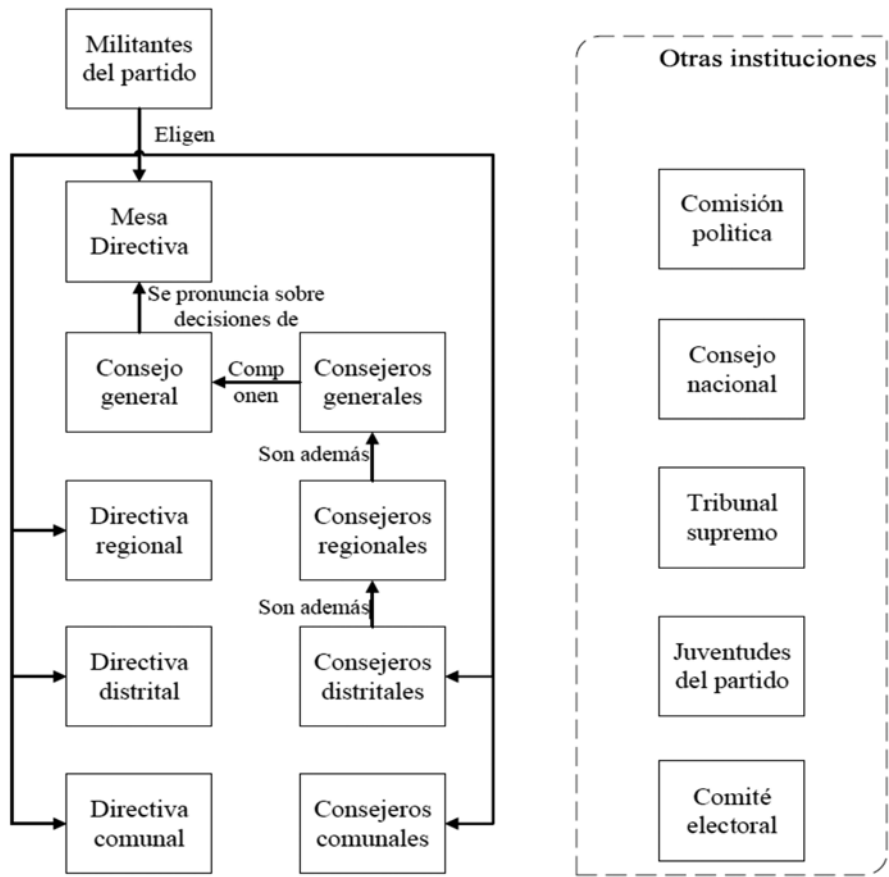 Militantes
del partido
Otras instituciones
Eligen
Mesa
Directiva
Comisión
polìtica
Se pronuncia sobre
decisiones de
Consejo
general
Comp
onen
Consejeros
generales
Consejo
nacional
Son además
Directiva
regional
Consejeros
regionales
Tribunal
supremo
Son además
Directiva
distrital
Consejeros
distritales
Juventudes
del partido
Directiva
comunal
Consejeros
comunales
Comité
electoral